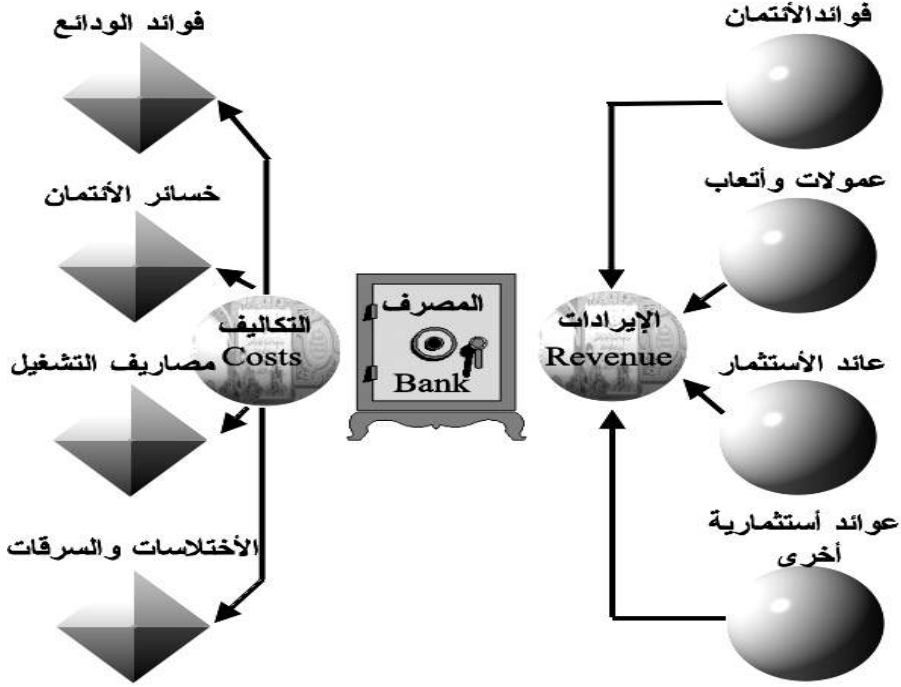 فوائدالأئتمان
عمولات وأتعاب
الإيرادات
Revenue
عائد الأستثمار
عوائد أستثمارية
أخرى
المصرف
Bank
فوائد الودائع
خسائر الأئتمان
التكاليف
Costs
مصاريف التشغيل
الأختلاسات والسرقات